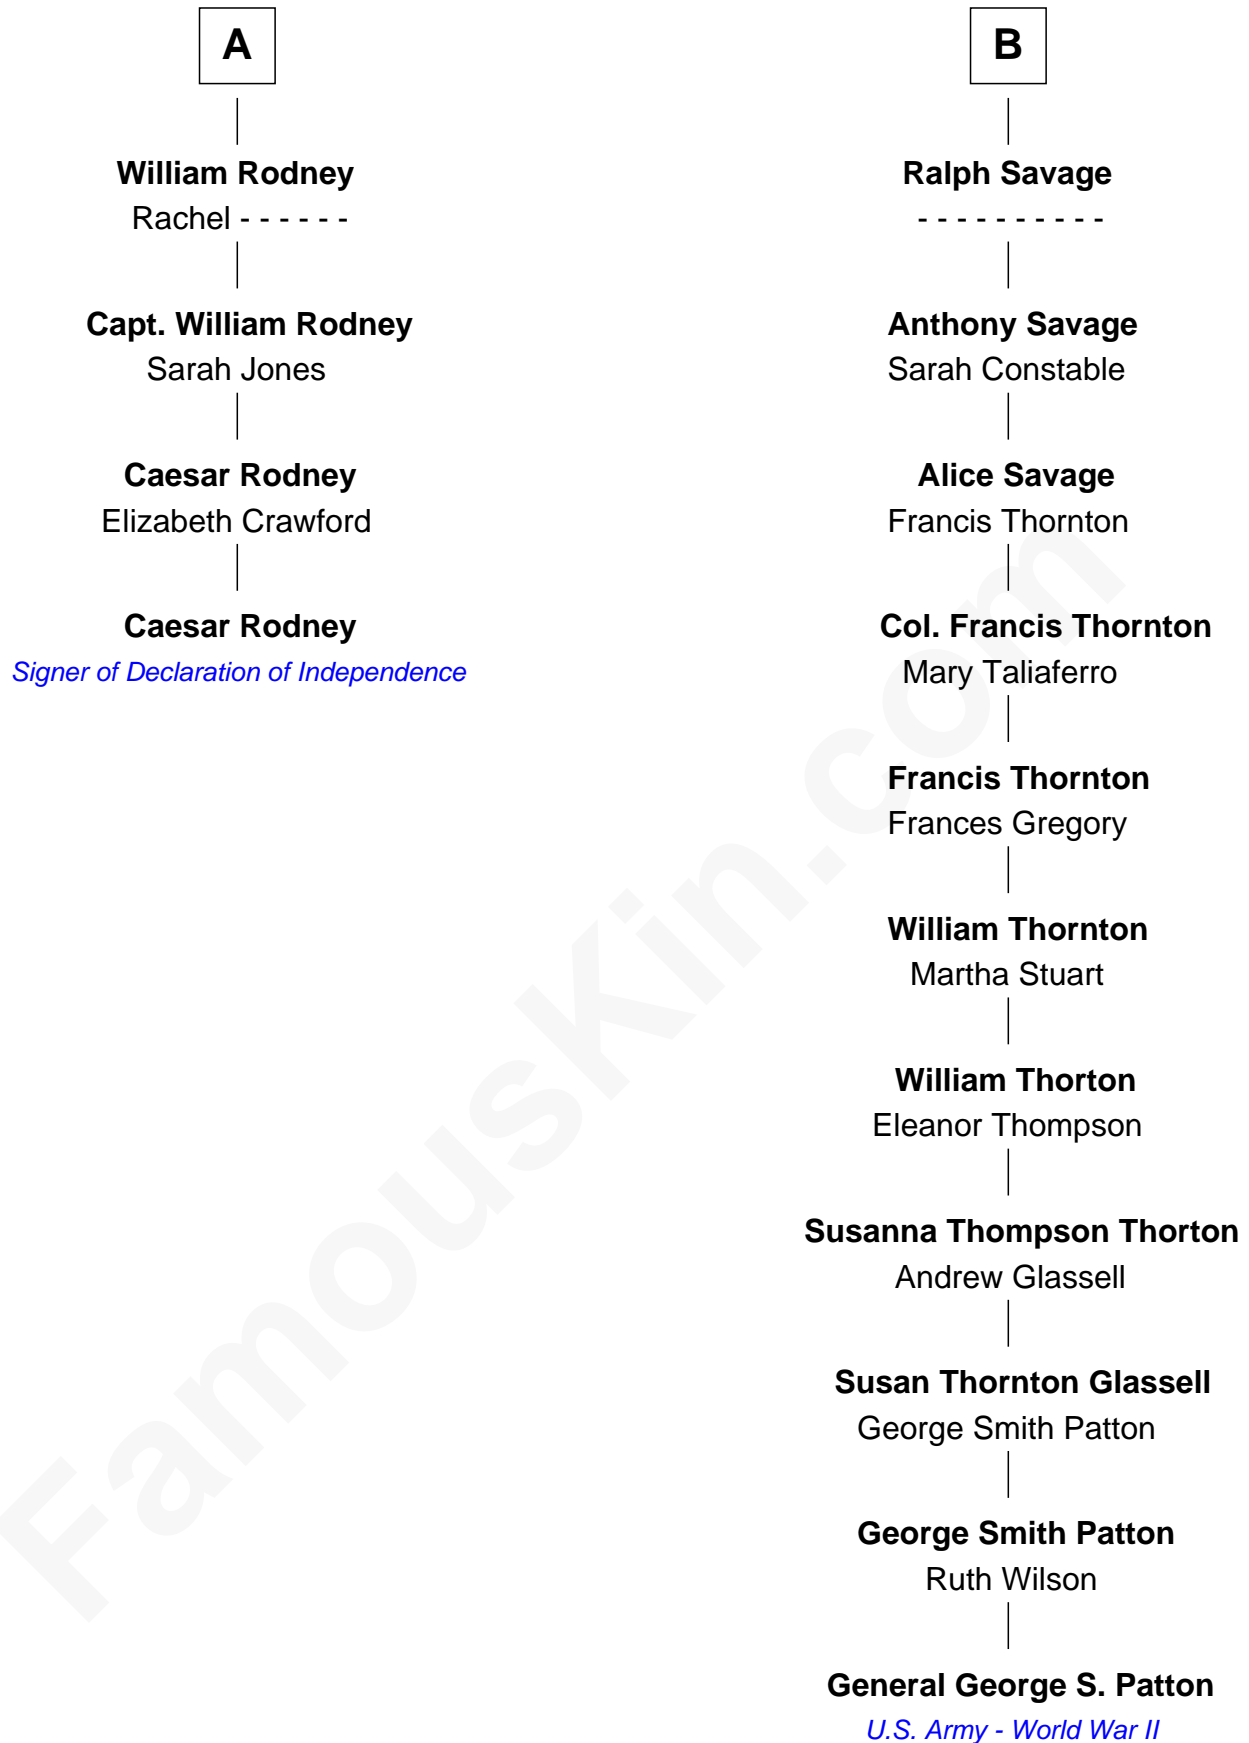 A
William Rodney
Rachel - - - - - -
Capt. William Rodney
Sarah Jones
Caesar Rodney
Elizabeth Crawford
Caesar Rodney
Signer of Declaration of Independence
B
Ralph Savage
- - - - - - - - - -
Anthony Savage
Sarah Constable
Alice Savage
Francis Thornton
Col. Francis Thornton
Mary Taliaferro
Francis Thornton
Frances Gregory
William Thornton
Martha Stuart
William Thorton
Eleanor Thompson
Susanna Thompson Thorton
Andrew Glassell
Susan Thornton Glassell
George Smith Patton
George Smith Patton
Ruth Wilson
General George S. Patton
U.S. Army - World War II
FamousKin.com